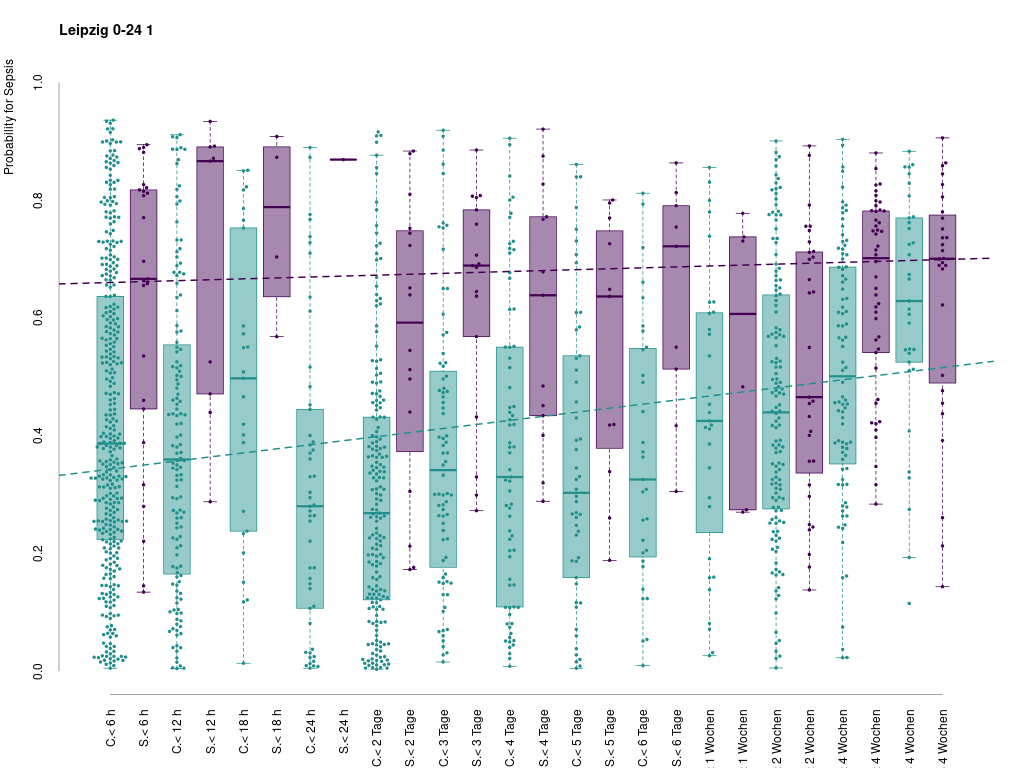 Leipzig 0-24 1
Probability for Sepsis
1.0
0.8
0.6
0.4
0.2
0.0
C.< 6 h
S.< 6 h
C.< 12 h
S.< 12 h
C.< 18 h
S.< 18 h
C.< 24 h
S.< 24 h
C.< 2 Tage
S.< 2 Tage
C.< 3 Tage
S.< 3 Tage
C.< 4 Tage
S.< 4 Tage
C.< 5 Tage
S.< 5 Tage
C.< 6 Tage
S.< 6 Tage
1 Wochen
1 Wochen
2 Wochen
2 Wochen
4 Wochen
4 Wochen
4 Wochen
4 Wochen